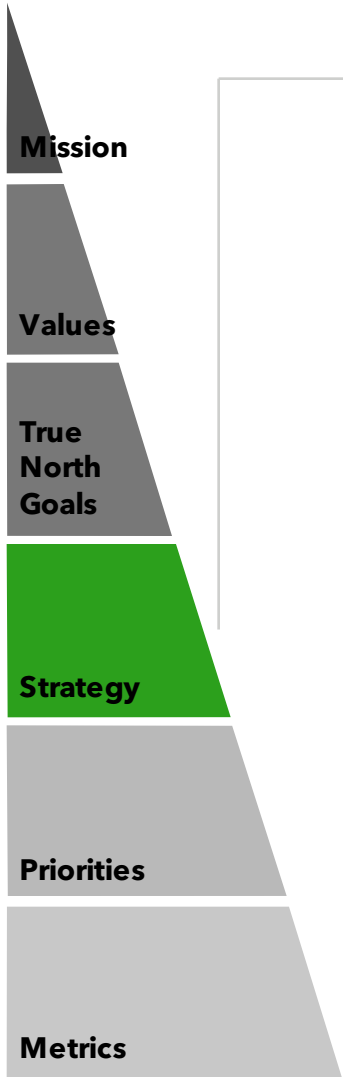 Mission
Values
True
North
Goals
Strategy
Priorities
Metrics